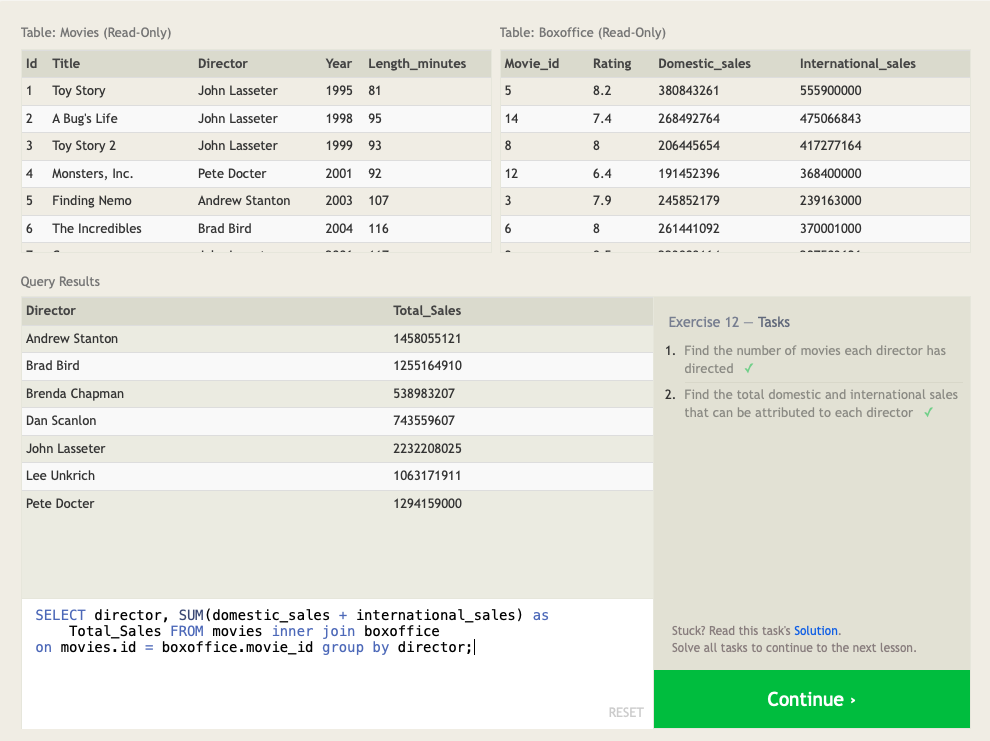 Table: Movies (Read-Only)
Id Title Director Year Length_minutes
1 Toy Story John Lasseter 1995 81
2 A Bug's Life John Lasseter 1998 95
3 Toy Story 2 John Lasseter 1999 93
4 Monsters, Inc. Pete Docter 2001 92
5 Finding Nemo Andrew Stanton 2003 107
6 The Incredibles Brad Bird 2004 116
Table: Boxoffice (Read-Only)
Movie_id Rating Domestic_sales International_sales
5 8.2 380843261 555900000
14 7.4 268492764 475066843
8 8 206445654 417277164
12 6.4 191452396 368400000
3 7.9 245852179 239163000
6 8 261441092 370001000
Query Results
Director Total_Sales
Andrew Stanton 1458055121
Brad Bird 1255164910
Brenda Chapman 538983207
Dan Scanlon 743559607
John Lasseter 2232208025
Lee Unkrich 1063171911
Pete Docter 1294159000
SELECT director, SUM(domestic_sales + international_sales) as
Total_Sales FROM movies inner join boxoffice
on movies.id = boxoffice.movie_id group by director;
RESET
Exercise 12 — Tasks
1. Find the number of movies each director has
directed ✓
2. Find the total domestic and international sales
that can be attributed to each director ✓
Stuck? Read this task's Solution.
Solve all tasks to continue to the next lesson.
Continue ›